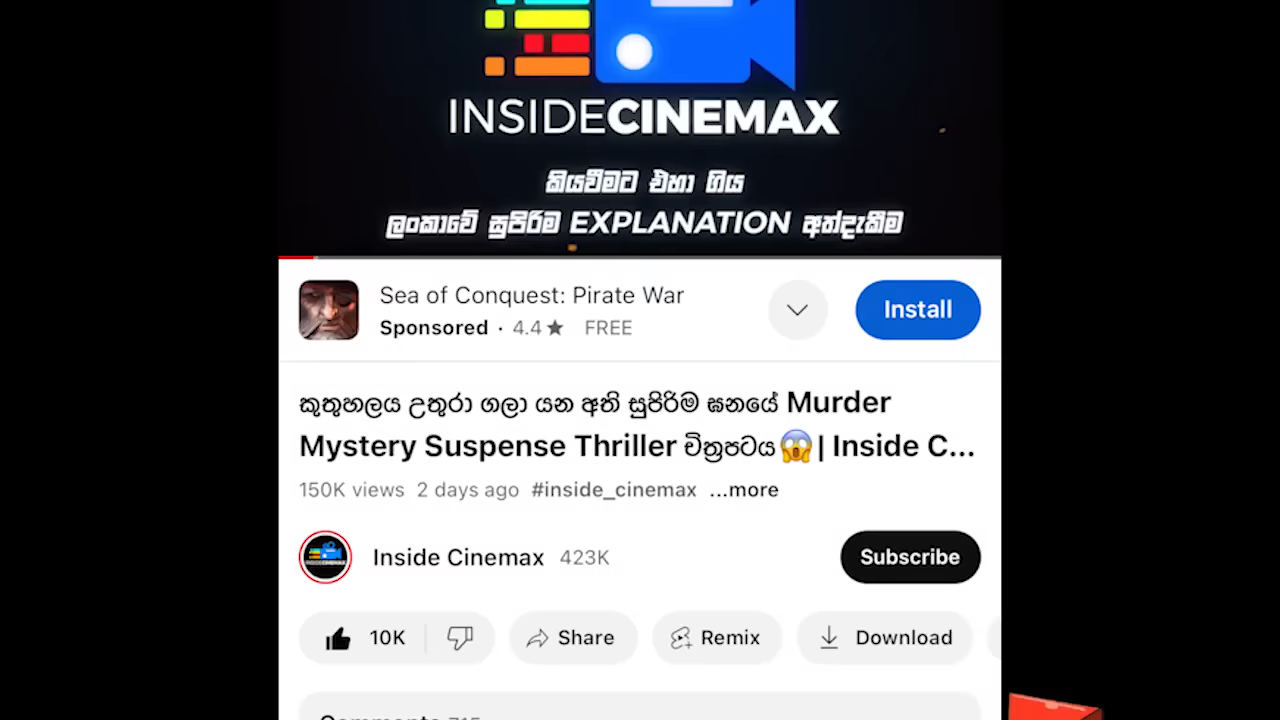 INSIDECINEMAX
කියවීමට එහා ගිය
ලංකාවේ සුපිරිම EXPLANATION අත්දැකීම
Sea of Conquest: Pirate War
Sponsored · 4.4★ FREE
Install
කුතුහලය උතුරා ගලා යන අති සුපිරිම ඝනයේ Murder
Mystery Suspense Thriller චිත්‍රපටය😱| Inside C...
150K views 2 days ago #inside_cinemax ...more
Inside Cinemax 423K
Subscribe
10K
Share
Remix
Download
Comments 715